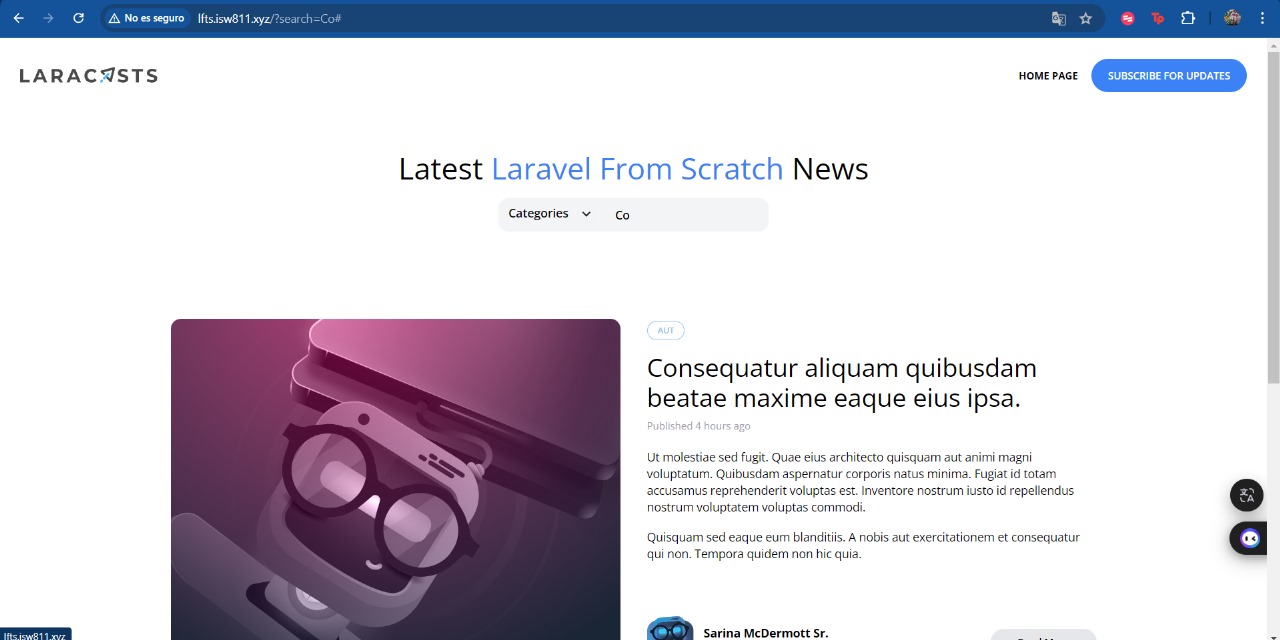 No es seguro
lfts.isw811.xyz/?search=Co#
LARACASTS
HOME PAGE
SUBSCRIBE FOR UPDATES
Latest Laravel From Scratch News
Categories
Co
AUT
Consequatur aliquam quibusdam
beatae maxime eaque eius ipsa.
Published 4 hours ago
Ut molestiae sed fugit. Quae eius architecto quisquam aut animi magni
voluptatum. Quibusdam aspernatur corporis natus minima. Fugiat id totam
accusamus reprehenderit voluptas est. Inventore nostrum iusto id repellendus
nostrum voluptatem voluptas commodi.
Quisquam sed eaque eum blanditiis. A nobis aut exercitationem et consequatur
qui non. Tempora quidem non hic quia.
Sarina McDermott Sr.
lfts.isw811.xyz